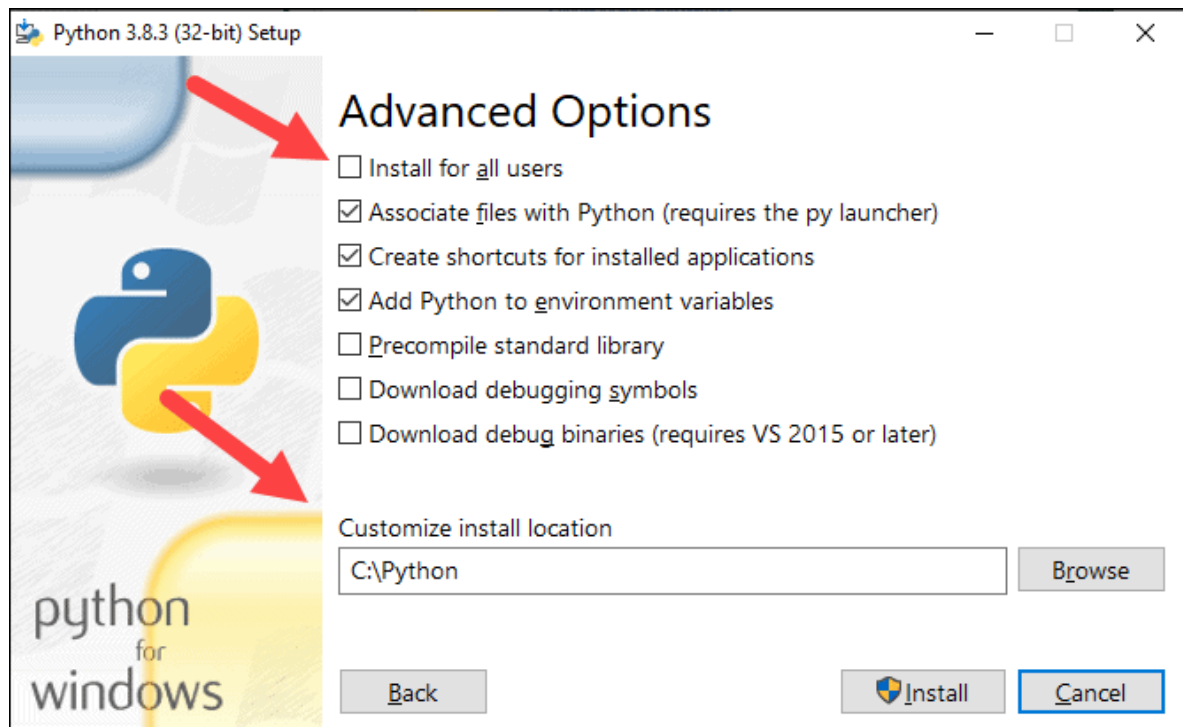 Python 3.8.3 (32-bit) Setup
Advanced Options
Install for all users
Associate files with Python (requires the py launcher)
Create shortcuts for installed applications
Add Python to environment variables
Precompile standard library
Download debugging symbols
Download debug binaries (requires VS 2015 or later)
Customize install location
C:\Python
Browse
python
for
windows
Back
Install
Cancel